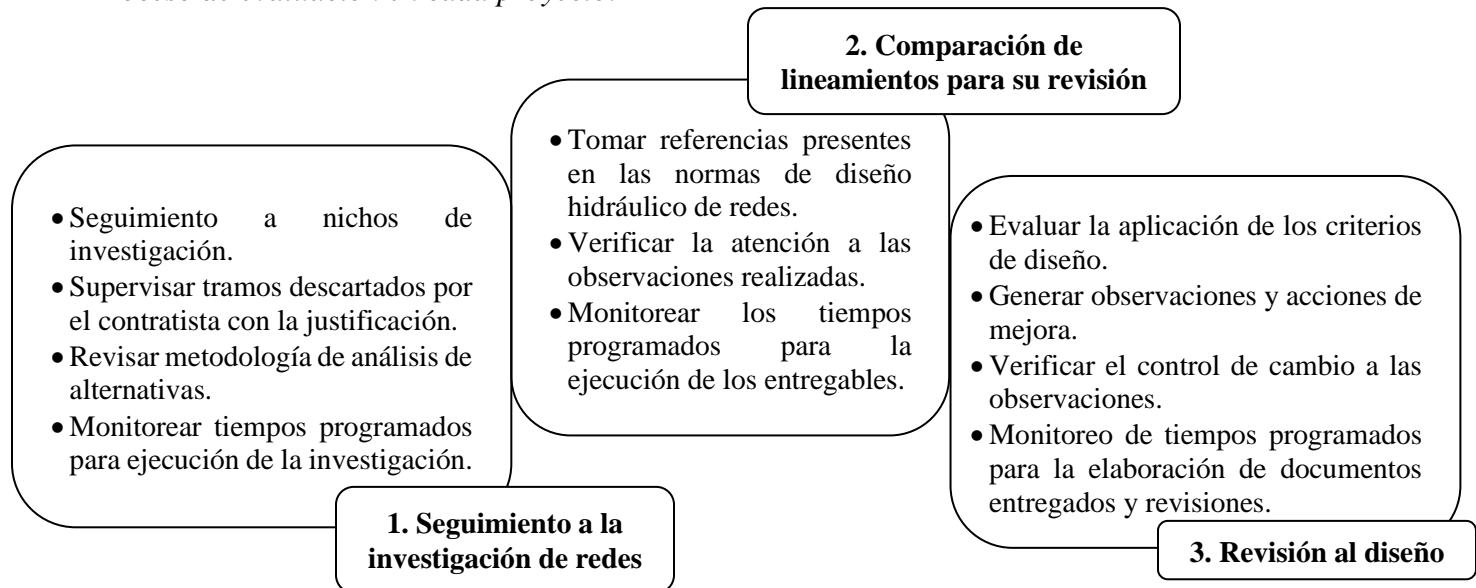 2. Comparación de
lineamientos para su revisión
• Tomar referencias presentes
en las normas de diseño
hidráulico de redes.
• Verificar la atención a las
observaciones realizadas.
• Monitorear los tiempos
programados para la
ejecución de los entregables.
• Seguimiento a nichos de
investigación.
• Supervisar tramos descartados por
el contratista con la justificación.
• Revisar metodología de análisis de
alternativas.
• Monitorear tiempos programados
para ejecución de la investigación.
1. Seguimiento a la
investigación de redes
• Evaluar la aplicación de los criterios
de diseño.
• Generar observaciones y acciones de
mejora.
• Verificar el control de cambio a las
observaciones.
• Monitoreo de tiempos programados
para la elaboración de documentos
entregados y revisiones.
3. Revisión al diseño